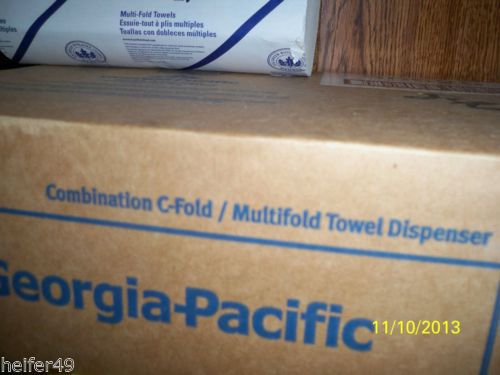 Multi-Fold Towels
Essuie-tout à plis multiples
Toallas con dobleces múltiples
Combination C-Fold / Multifold Towel Dispenser
Georgia-Pacific
11/10/2013
heifer49